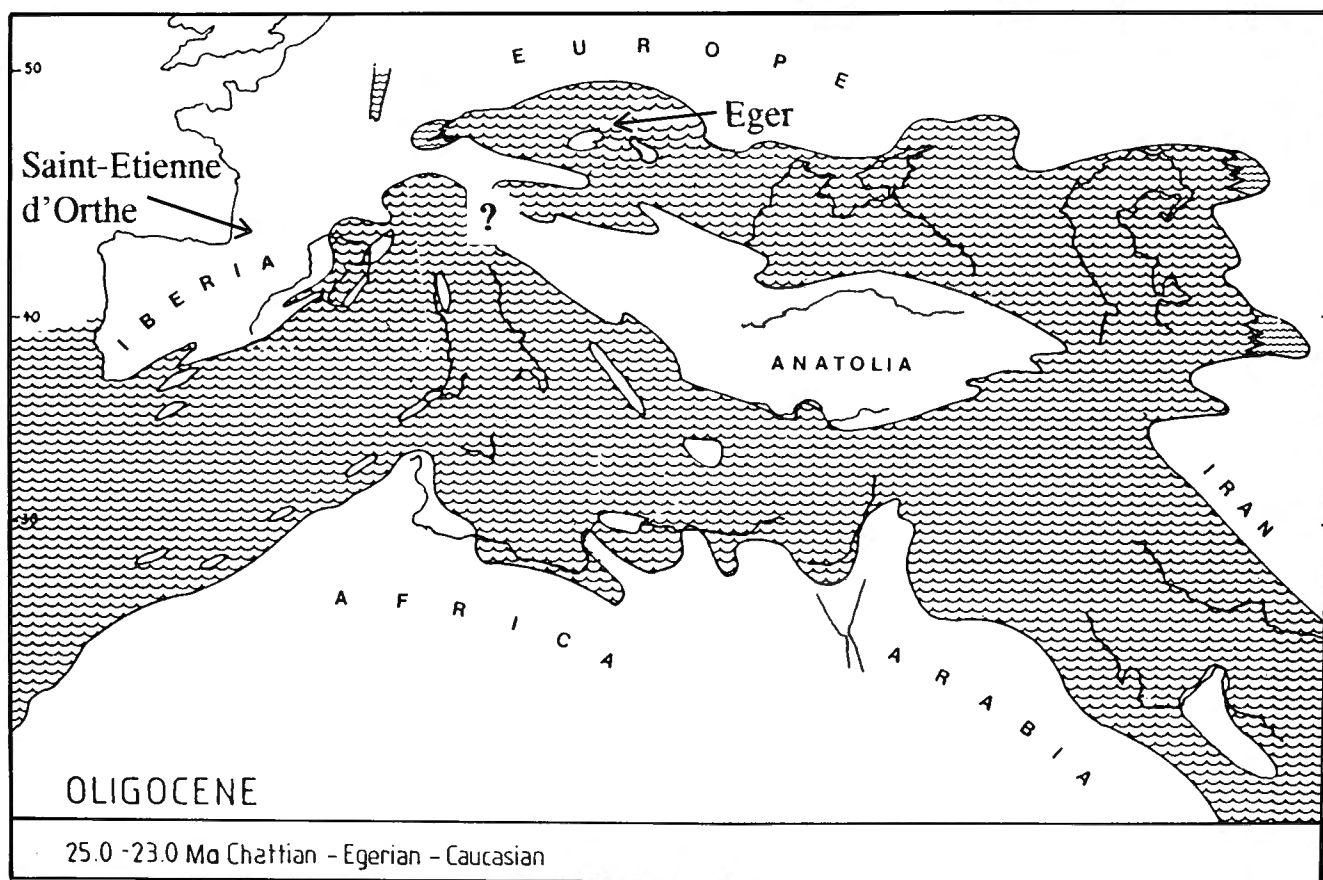 EUROPE
50
Eger
Saint-Etienne
d'Orthe
?
IBERIA
40
ANATOLIA
IRAN
30
AFRICA
ARABIA
OLIGOCENE
25.0 -23.0 Ma Chattian - Egerian - Caucasian